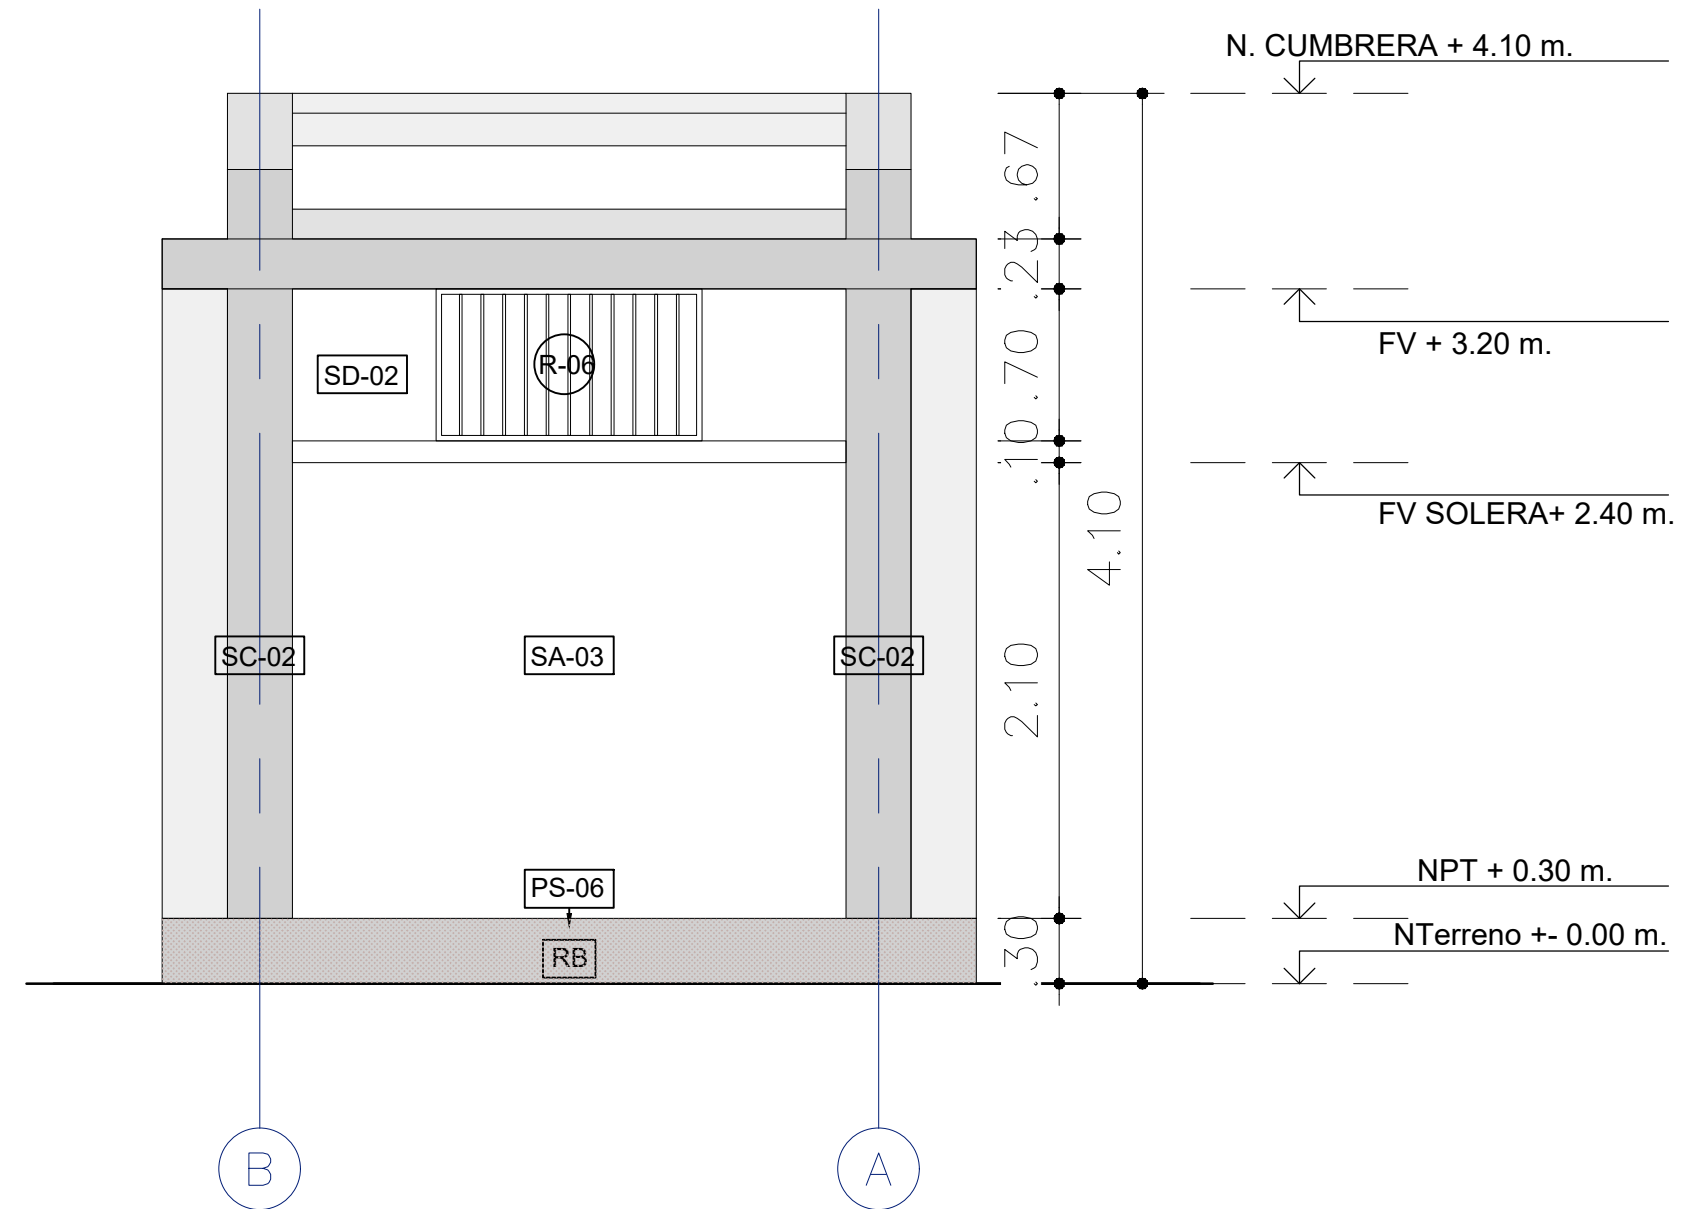 N. CUMBRERA + 4.10 m.
.67
.23
FV + 3.20 m.
R-06
SD-02
.70
.10
FV SOLERA+ 2.40 m.
4.10
SC-02
SA-03
SC-02
2.10
NPT + 0.30 m.
PS-06
NTerreno +- 0.00 m.
RB
.30
B
A